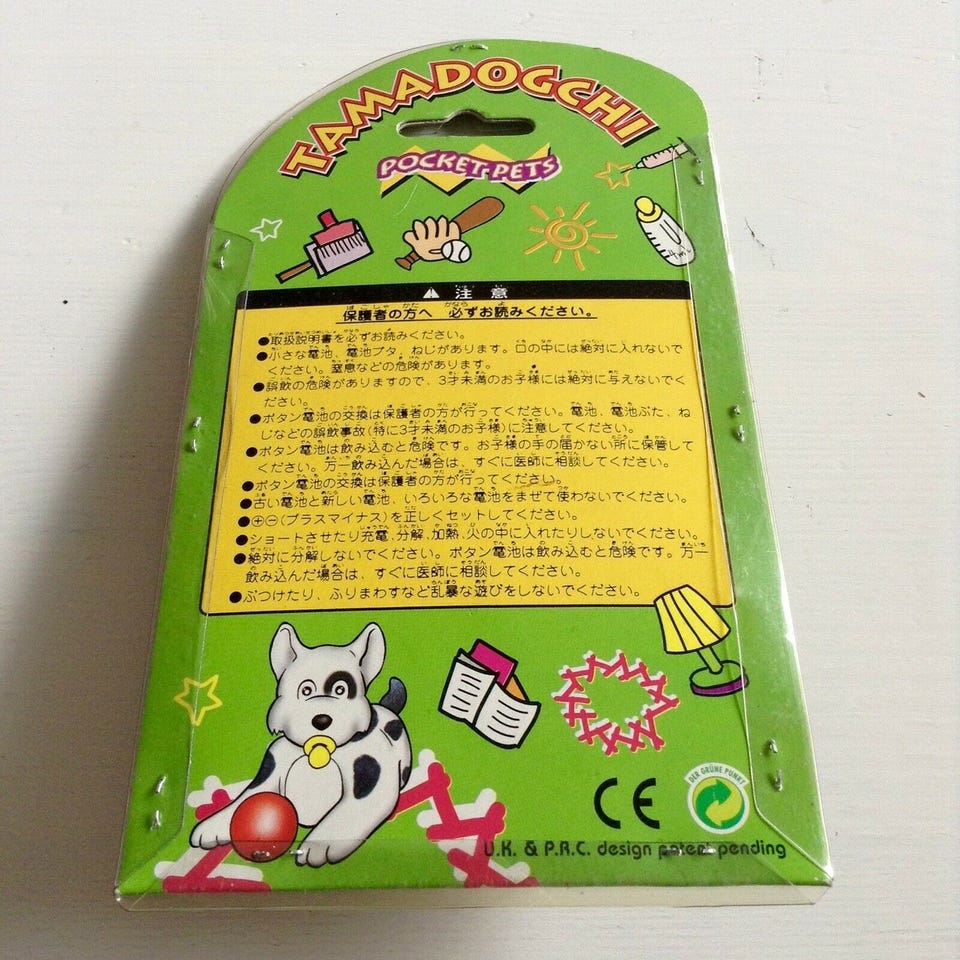 TAMADOGCHI
POCKET PETS
⚠ 注意
保護者の方へ 必ずお読みください。
●取扱説明書を必ずお読みください。
●小さな電池、電池ブタ、ねじがあります。口の中には絶対に入れないで
ください。窒息などの危険があります。
●誤飲の危険がありますので、3才未満のお子様には絶対に与えないでく
ださい。
●ボタン電池の交換は保護者の方が行ってください。電池、電池ぶた、ね
じなどの誤飲事故(特に3才未満のお子様)に注意してください。
●ボタン電池は飲み込むと危険です。お子様の手の届かない所に保管して
ください。万一飲み込んだ場合は、すぐに医師に相談してください。
●ボタン電池の交換は保護者の方が行ってください。
●古い電池と新しい電池、いろいろな電池をまぜて使わないでください。
●⊕⊖(プラスマイナス)を正しくセットしてください。
●ショートさせたり充電、分解、加熱、火の中に入れたりしないでください。
●絶対に分解しないでください。ボタン電池は飲み込むと危険です。万一
飲み込んだ場合は、すぐに医師に相談してください。
●ぶつけたり、ふりまわすなど乱暴な遊びをしないでください。
CE
DER GRÜNE PUNKT
U.K. & P.R.C. design patent pending